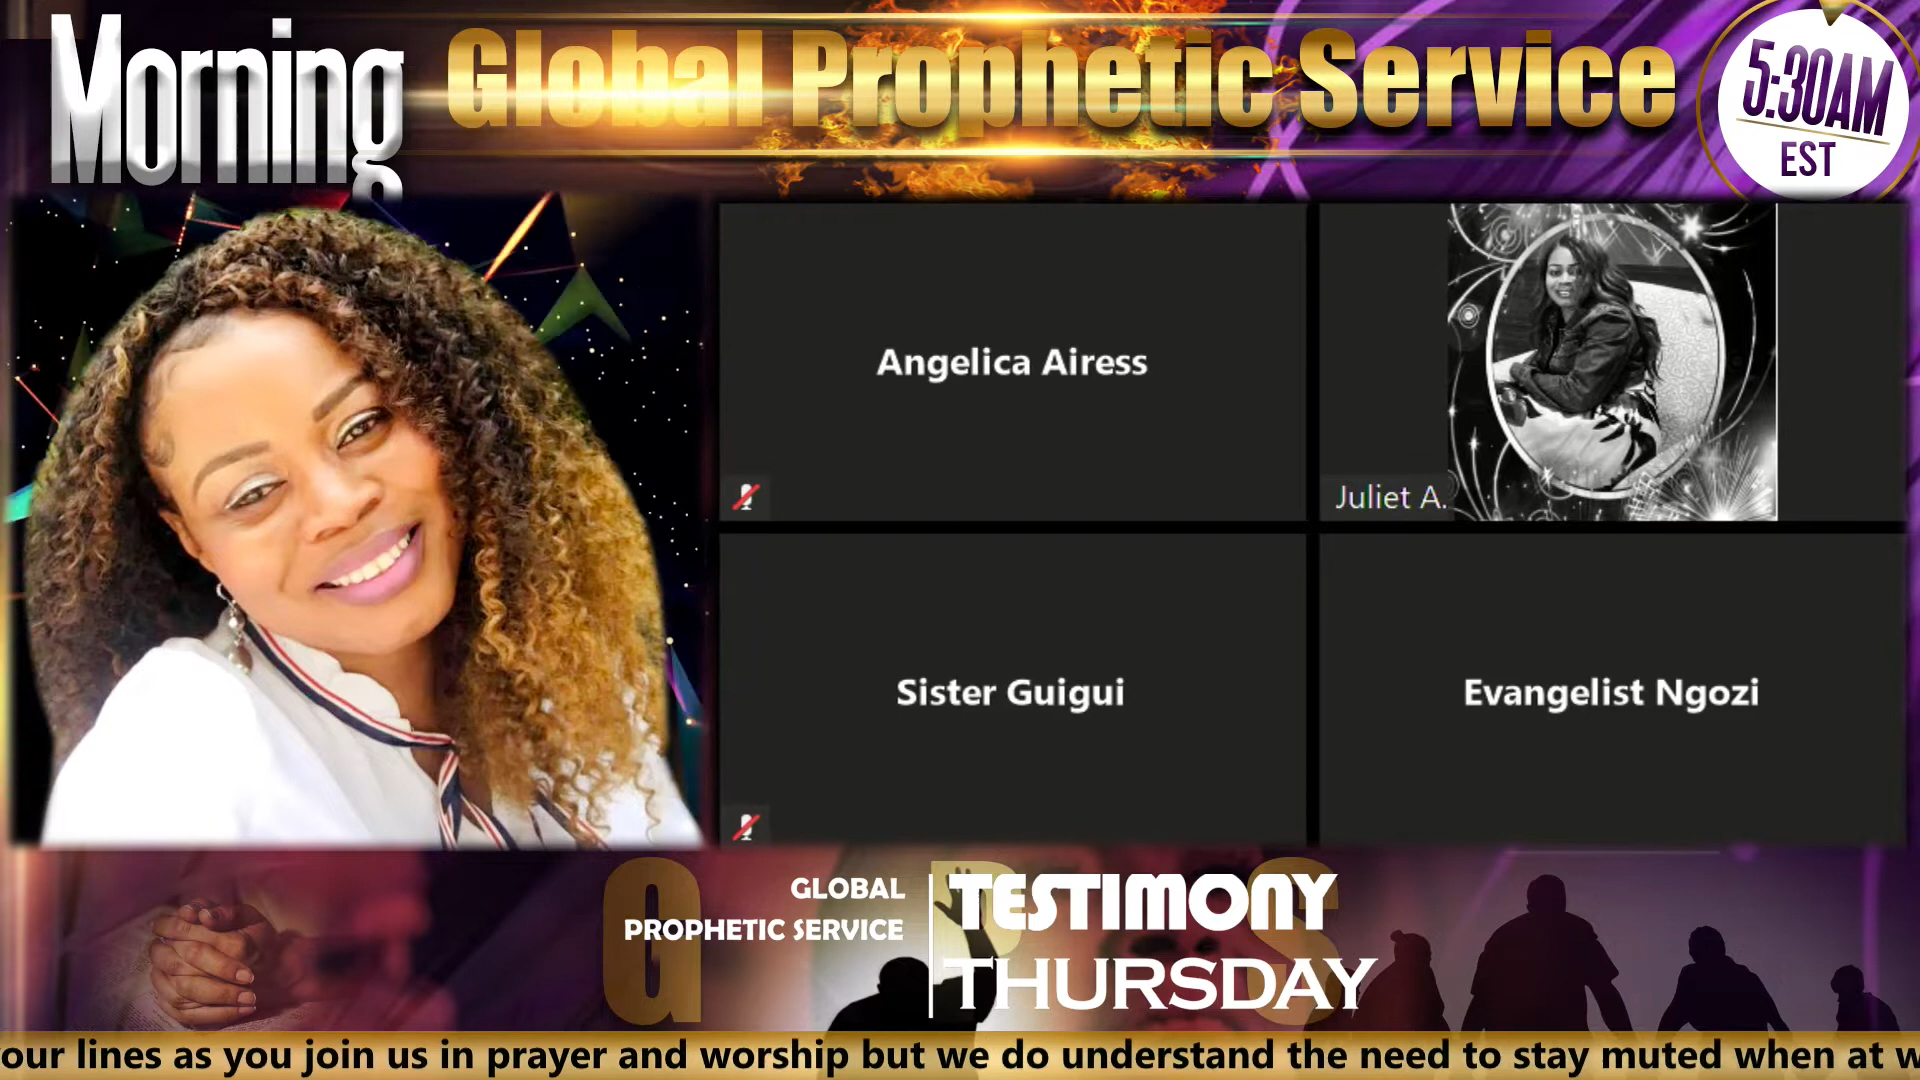 Morning
Global Prophetic Service
5:30AM
EST
Angelica Airess
Juliet A.
Sister Guigui
Evangelist Ngozi
G P S
GLOBAL
PROPHETIC SERVICE
TESTIMONY
THURSDAY
our lines as you join us in prayer and worship but we do understand the need to stay muted when at w